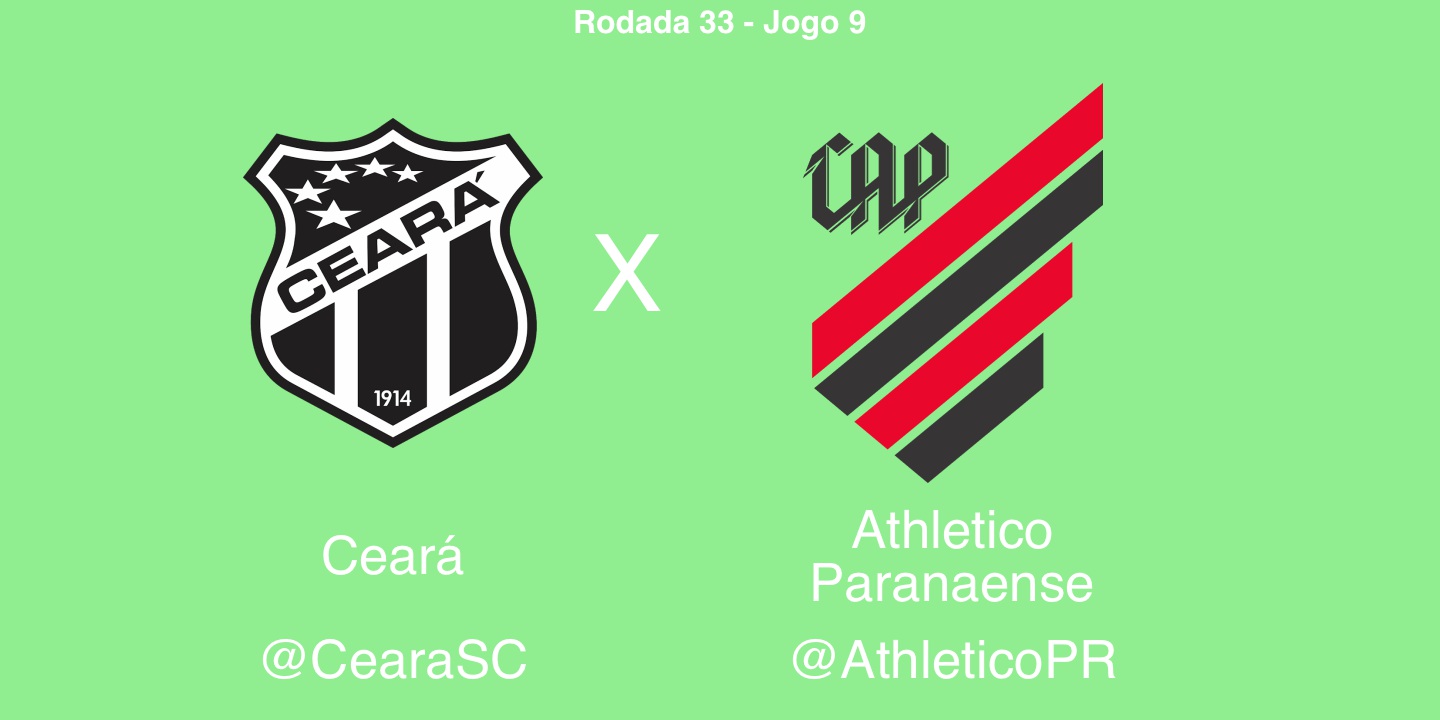 Rodada 33 - Jogo 9
CEARÁ
1914
CAP
X
Ceará
Athletico
Paranaense
@CearaSC
@AthleticoPR